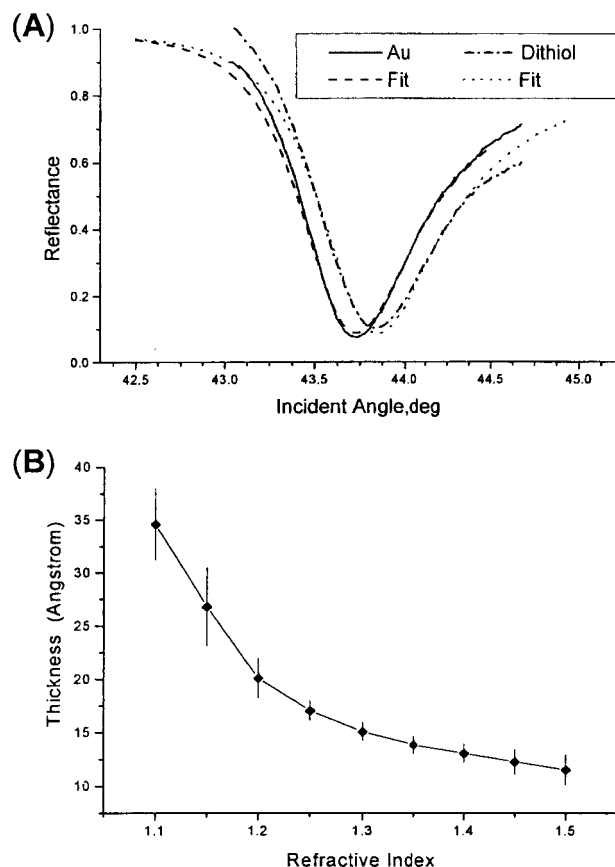 (A)
Au Dithiol
Fit Fit
1.0
0.8
0.6
0.4
0.2
0.0
Reflectance
42.5 43.0 43.5 44.0 44.5 45.0
Incident Angle,deg
(B)
40
35
30
25
20
15
10
Thickness (Angstrom)
1.1 1.2 1.3 1.4 1.5
Refractive Index